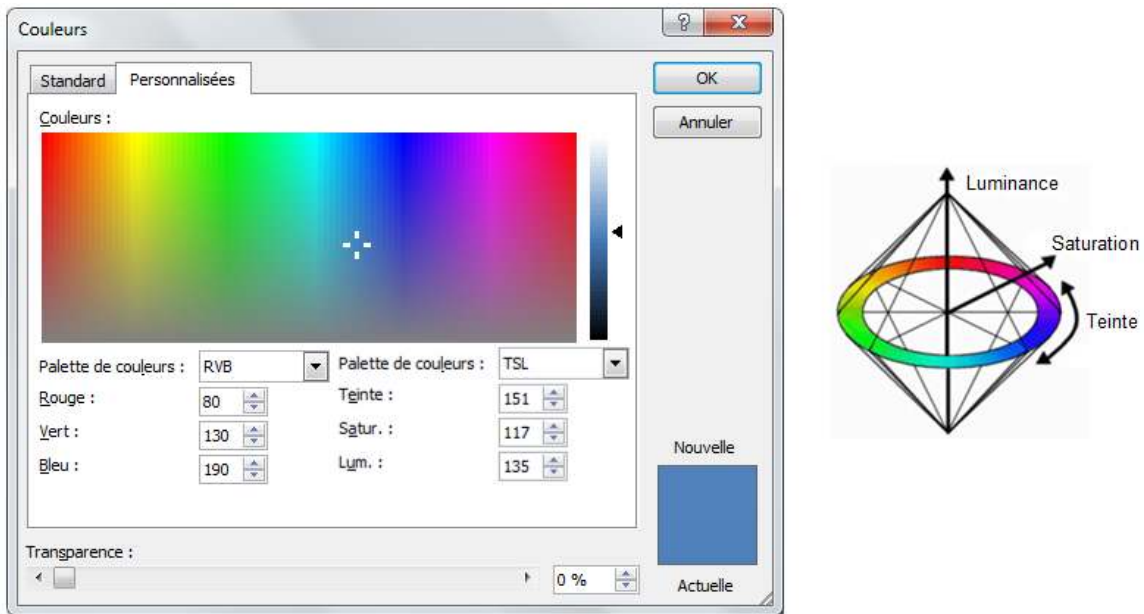 Couleurs
Standard Personnalisées
OK
Annuler
Couleurs :
Palette de couleurs : RVB
Rouge : 80
Vert : 130
Bleu : 190
Palette de couleurs : TSL
Teinte : 151
Satur. : 117
Lum. : 135
Nouvelle
Actuelle
Transparence :
0 %
Luminance
Saturation
Teinte